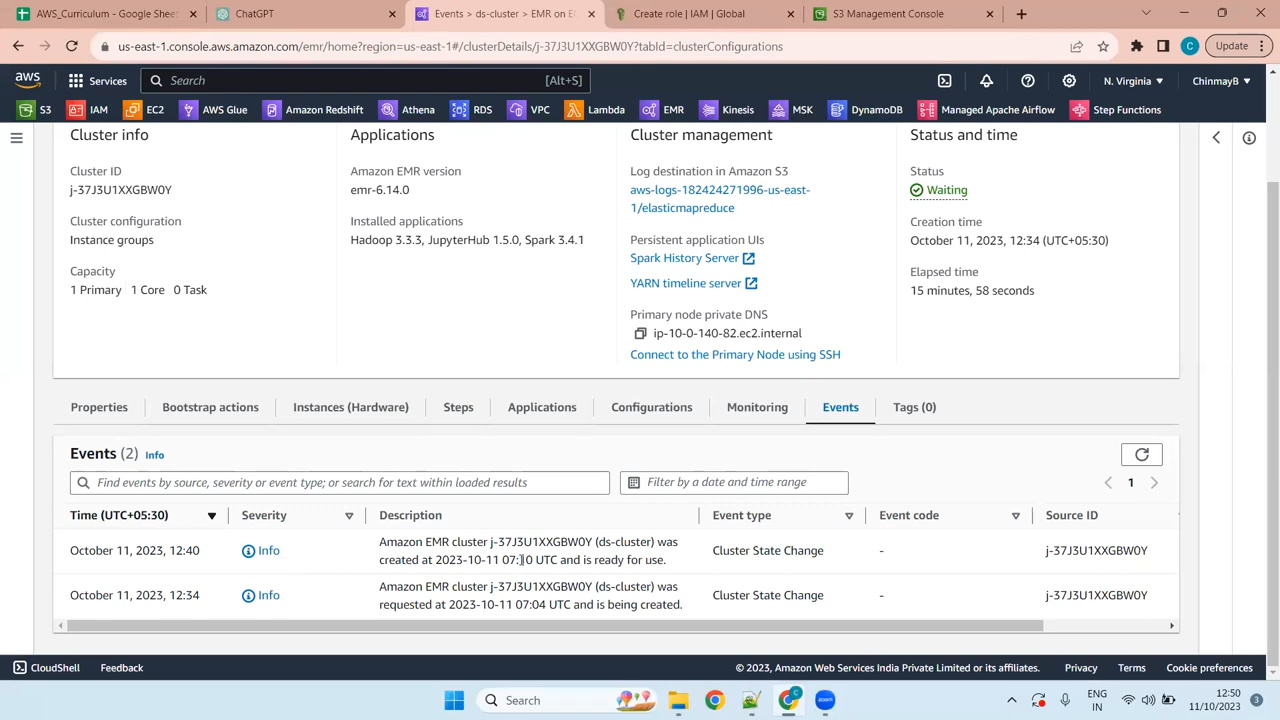 AWS_Curriculum - Google Sheet
ChatGPT
Events > ds-cluster > EMR on EC
Create role | IAM | Global
S3 Management Console
us-east-1.console.aws.amazon.com/emr/home?region=us-east-1#/clusterDetails/j-37J3U1XXGBW0Y?tabId=clusterConfigurations
C
Update
aws
Services
Search
[Alt+S]
N. Virginia
ChinmayB
S3
IAM
EC2
AWS Glue
Amazon Redshift
Athena
RDS
VPC
Lambda
EMR
Kinesis
MSK
DynamoDB
Managed Apache Airflow
Step Functions
Cluster info
Cluster ID
j-37J3U1XXGBW0Y
Cluster configuration
Instance groups
Capacity
1 Primary 1 Core 0 Task
Applications
Amazon EMR version
emr-6.14.0
Installed applications
Hadoop 3.3.3, JupyterHub 1.5.0, Spark 3.4.1
Cluster management
Log destination in Amazon S3
aws-logs-182424271996-us-east-
1/elasticmapreduce
Persistent application UIs
Spark History Server
YARN timeline server
Primary node private DNS
ip-10-0-140-82.ec2.internal
Connect to the Primary Node using SSH
Status and time
Status
Waiting
Creation time
October 11, 2023, 12:34 (UTC+05:30)
Elapsed time
15 minutes, 58 seconds
Properties
Bootstrap actions
Instances (Hardware)
Steps
Applications
Configurations
Monitoring
Events
Tags (0)
Events (2) Info
Find events by source, severity or event type; or search for text within loaded results
Filter by a date and time range
1
Time (UTC+05:30)
Severity
Description
Event type
Event code
Source ID
October 11, 2023, 12:40
Info
Amazon EMR cluster j-37J3U1XXGBW0Y (ds-cluster) was
created at 2023-10-11 07:10 UTC and is ready for use.
Cluster State Change
-
j-37J3U1XXGBW0Y
October 11, 2023, 12:34
Info
Amazon EMR cluster j-37J3U1XXGBW0Y (ds-cluster) was
requested at 2023-10-11 07:04 UTC and is being created.
Cluster State Change
-
j-37J3U1XXGBW0Y
CloudShell
Feedback
© 2023, Amazon Web Services India Private Limited or its affiliates.
Privacy
Terms
Cookie preferences
Search
C
zoom
ENG
IN
12:50
11/10/2023
3